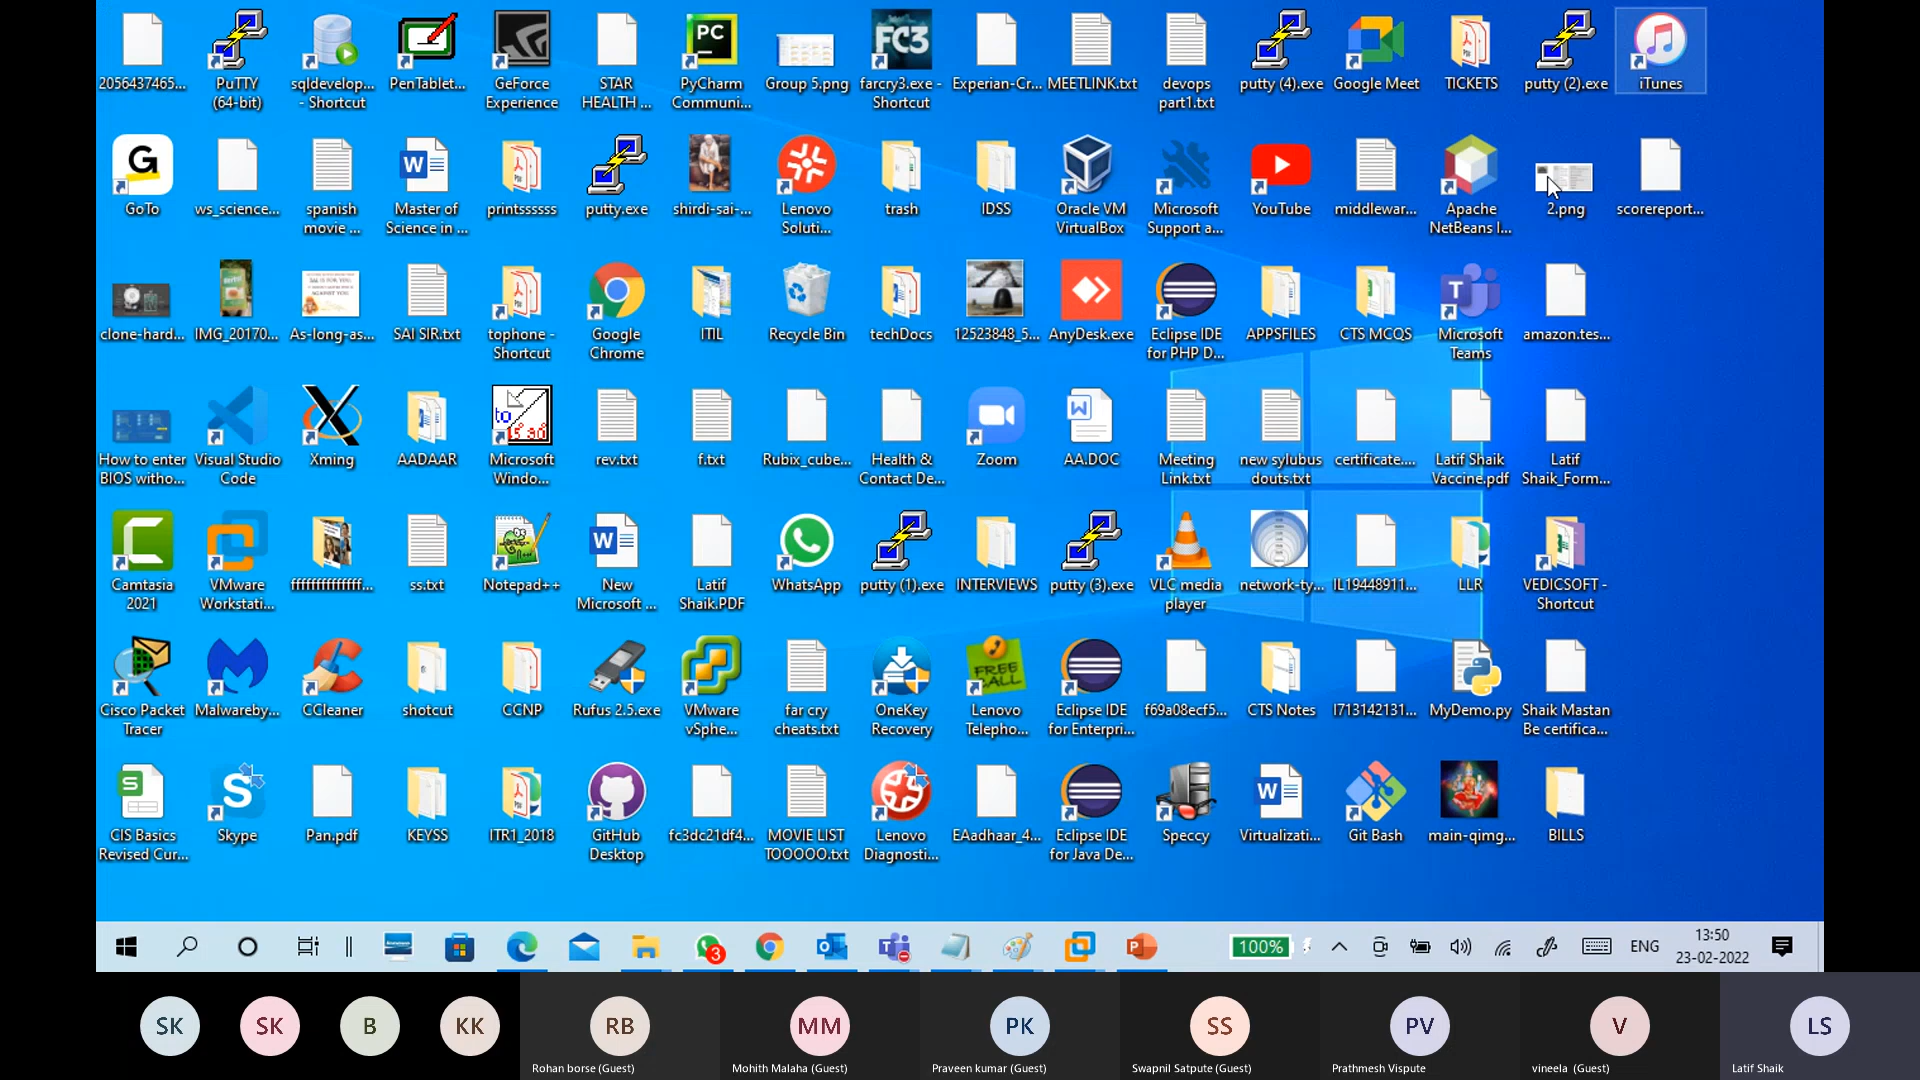 2056437465...
PuTTY
(64-bit)
sqldevelop...
- Shortcut
PenTablet...
GeForce
Experience
STAR
HEALTH ...
PyCharm
Communi...
Group 5.png
farcry3.exe -
Shortcut
Experian-Cr...
MEETLINK.txt
devops
part1.txt
putty (4).exe
Google Meet
TICKETS
putty (2).exe
iTunes
GoTo
ws_science...
spanish
movie ...
Master of
Science in ...
printssssss
putty.exe
shirdi-sai-...
Lenovo
Soluti...
trash
IDSS
Oracle VM
VirtualBox
Microsoft
Support a...
YouTube
middlewar...
Apache
NetBeans I...
2.png
scorereport...
clone-hard...
IMG_20170...
As-long-as...
SAI SIR.txt
tophone -
Shortcut
Google
Chrome
ITIL
Recycle Bin
techDocs
12523848_5...
AnyDesk.exe
Eclipse IDE
for PHP D...
APPSFILES
CTS MCQS
Microsoft
Teams
amazon.tes...
How to enter
BIOS witho...
Visual Studio
Code
Xming
AADAAR
Microsoft
Windo...
rev.txt
f.txt
Rubix_cube...
Health &
Contact De...
Zoom
AA.DOC
Meeting
Link.txt
new sylubus
douts.txt
certificate....
Latif Shaik
Vaccine.pdf
Latif
Shaik_Form...
Camtasia
2021
VMware
Workstati...
ffffffffffffff...
ss.txt
Notepad++
New
Microsoft ...
Latif
Shaik.PDF
WhatsApp
putty (1).exe
INTERVIEWS
putty (3).exe
VLC media
player
network-ty...
IL19448911...
LLR
VEDICSOFT -
Shortcut
Cisco Packet
Tracer
Malwareby...
CCleaner
shotcut
CCNP
Rufus 2.5.exe
VMware
vSphe...
far cry
cheats.txt
OneKey
Recovery
FREE
CALL
Lenovo
Telepho...
Eclipse IDE
for Enterpri...
f69a08ecf5...
CTS Notes
I713142131...
MyDemo.py
Shaik Mastan
Be certifica...
CIS Basics
Revised Cur...
Skype
Pan.pdf
KEYSS
ITR1_2018
GitHub
Desktop
fc3dc21df4...
MOVIE LIST
TOOOOO.txt
Lenovo
Diagnosti...
EAadhaar_4...
Eclipse IDE
for Java De...
Speccy
Virtualizati...
Git Bash
main-qimg...
BILLS
3
100%
ENG
13:50
23-02-2022
SK
SK
B
KK
RB
MM
PK
SS
PV
V
LS
Rohan borse (Guest)
Mohith Malaha (Guest)
Praveen kumar (Guest)
Swapnil Satpute (Guest)
Prathmesh Vispute
vineela (Guest)
Latif Shaik